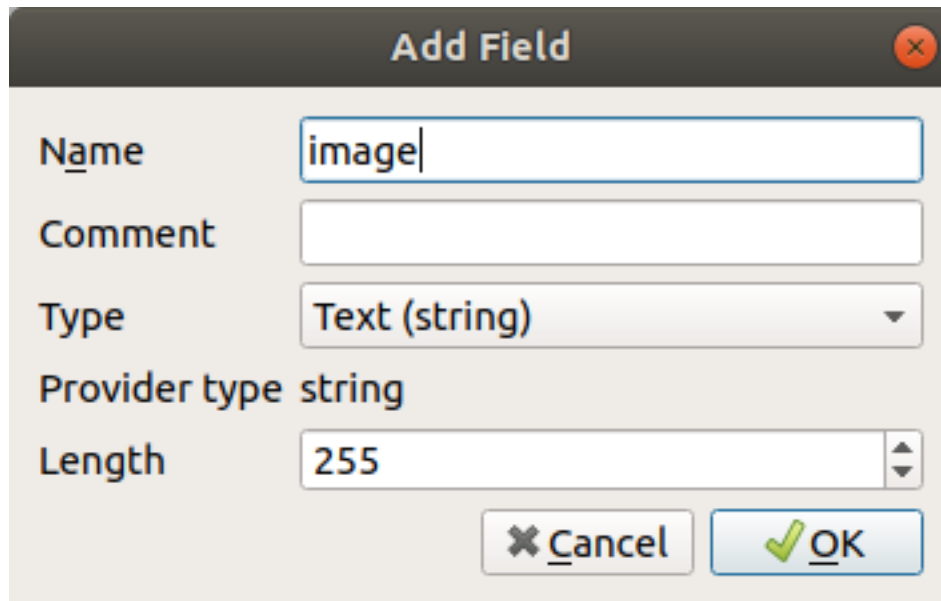 Add Field
Name image
Comment
Type Text (string)
Provider type string
Length 255
Cancel OK